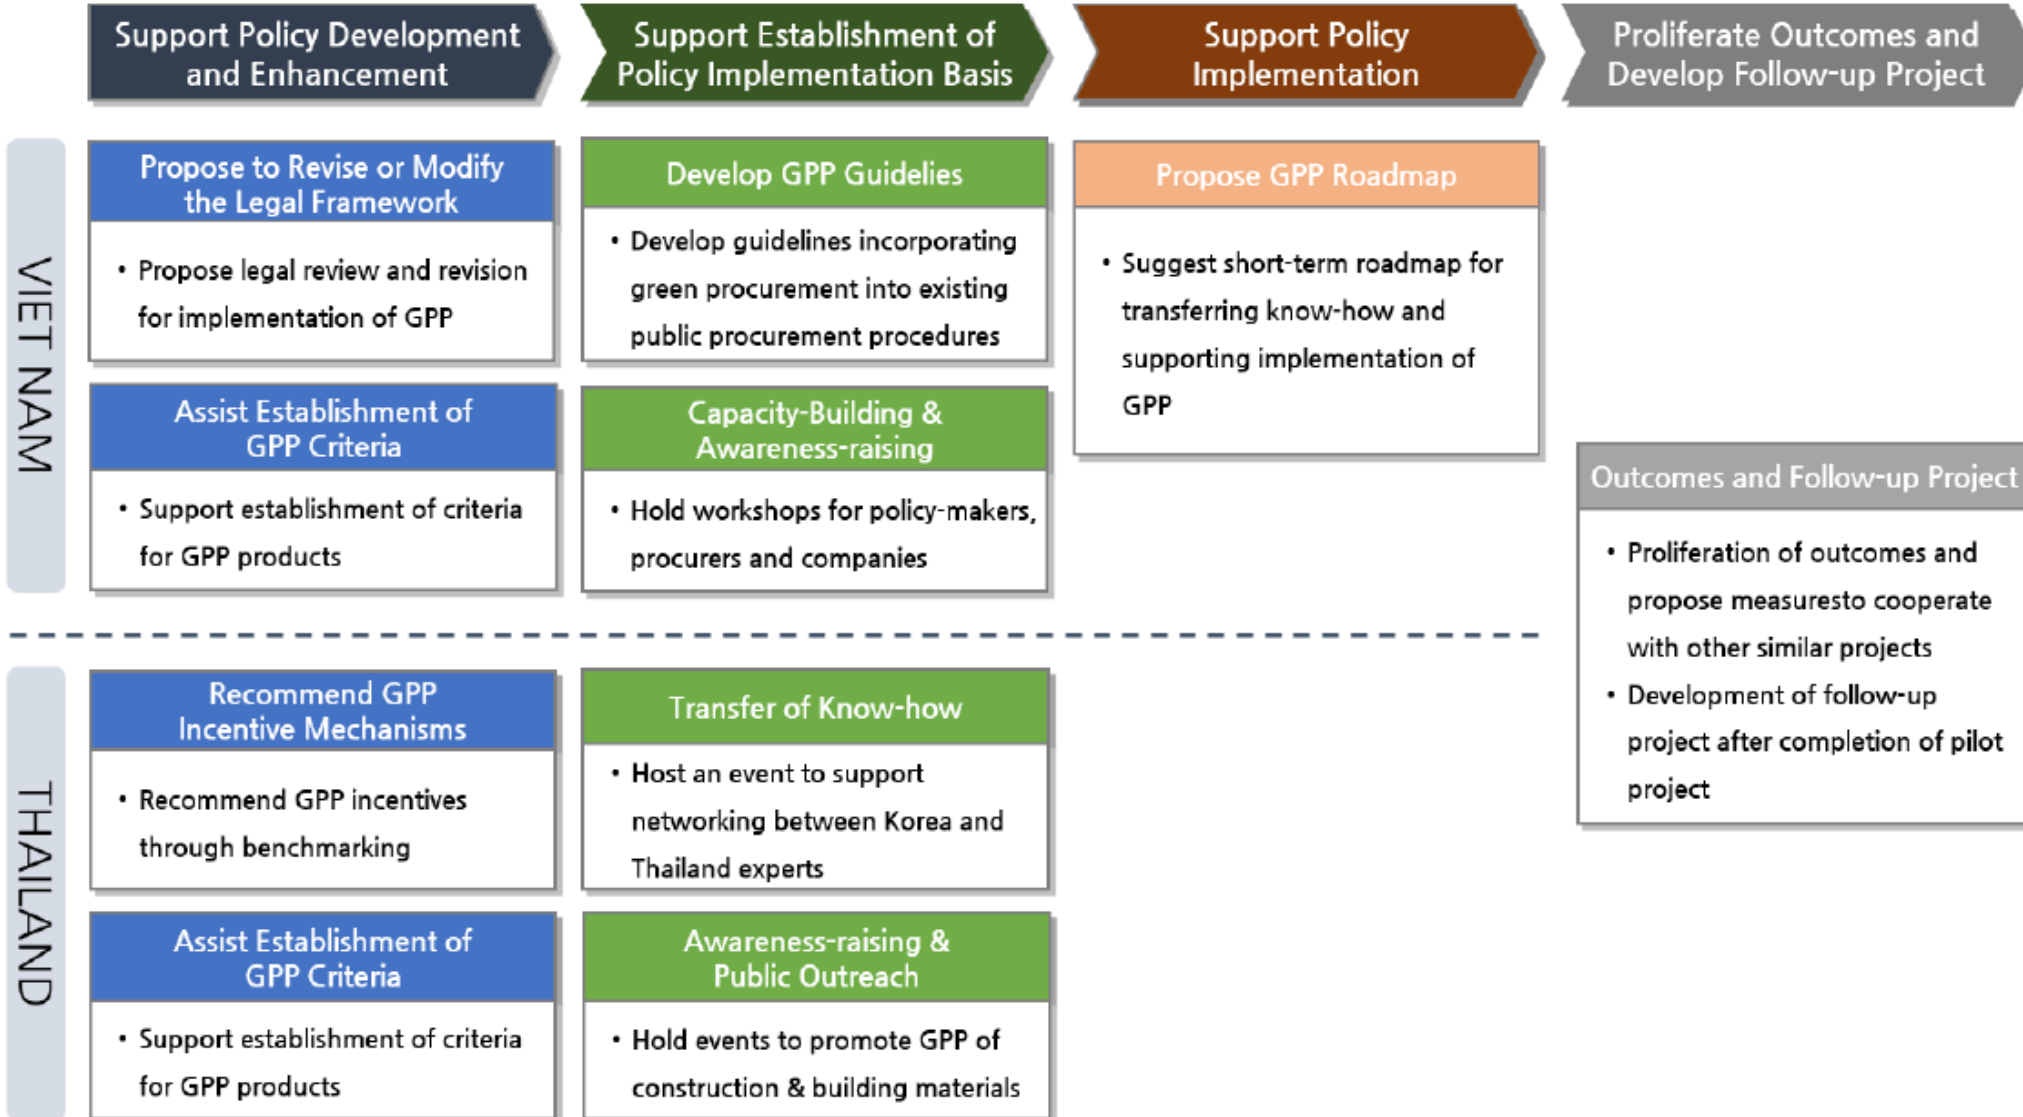 Support Policy Development
and Enhancement
Support Establishment of
Policy Implementation Basis
Support Policy
Implementation
Proliferate Outcomes and
Develop Follow-up Project
VIET NAM
Propose to Revise or Modify
the Legal Framework
• Propose legal review and revision
for implementation of GPP
Assist Establishment of
GPP Criteria
• Support establishment of criteria
for GPP products
Develop GPP Guidelies
• Develop guidelines incorporating
green procurement into existing
public procurement procedures
Capacity-Building &
Awareness-raising
• Hold workshops for policy-makers,
procurers and companies
Propose GPP Roadmap
• Suggest short-term roadmap for
transferring know-how and
supporting implementation of
GPP
Outcomes and Follow-up Project
• Proliferation of outcomes and
propose measuresto cooperate
with other similar projects
• Development of follow-up
project after completion of pilot
project
THAILAND
Recommend GPP
Incentive Mechanisms
• Recommend GPP incentives
through benchmarking
Assist Establishment of
GPP Criteria
• Support establishment of criteria
for GPP products
Transfer of Know-how
• Host an event to support
networking between Korea and
Thailand experts
Awareness-raising &
Public Outreach
• Hold events to promote GPP of
construction & building materials